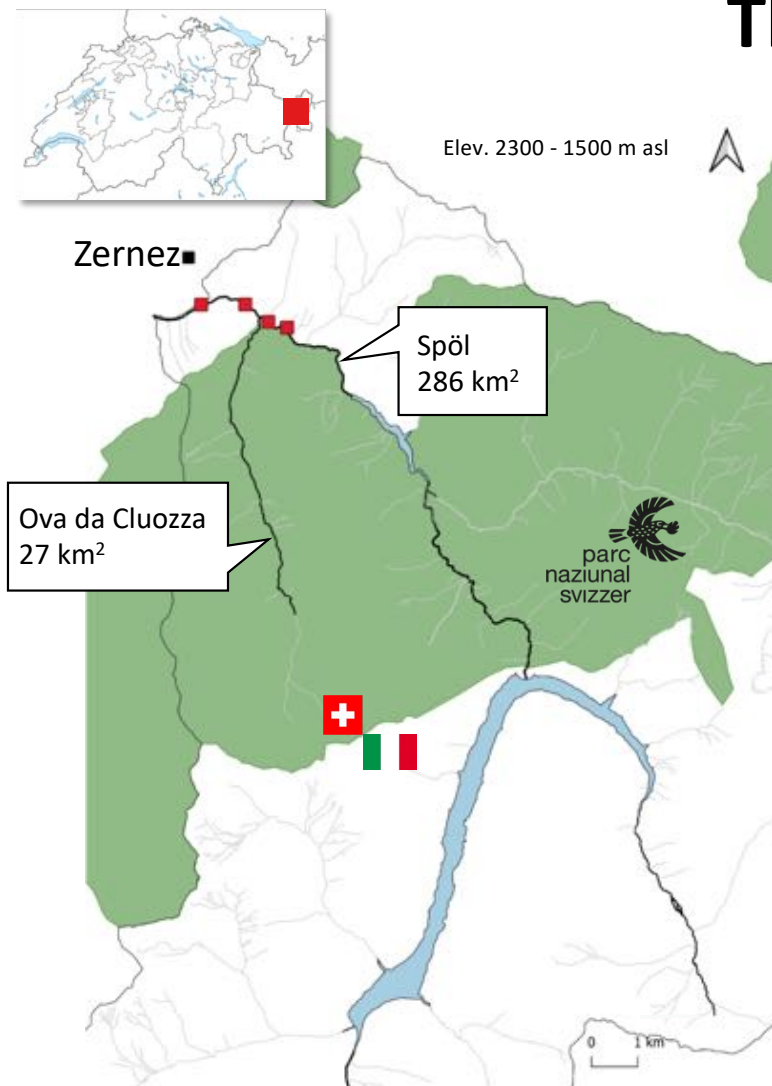 Elev. 2300 - 1500 m asl
Zernez
Spöl
286 km²
Ova da Cluozza
27 km²
parc
naziunal
svizzer
0 1 km